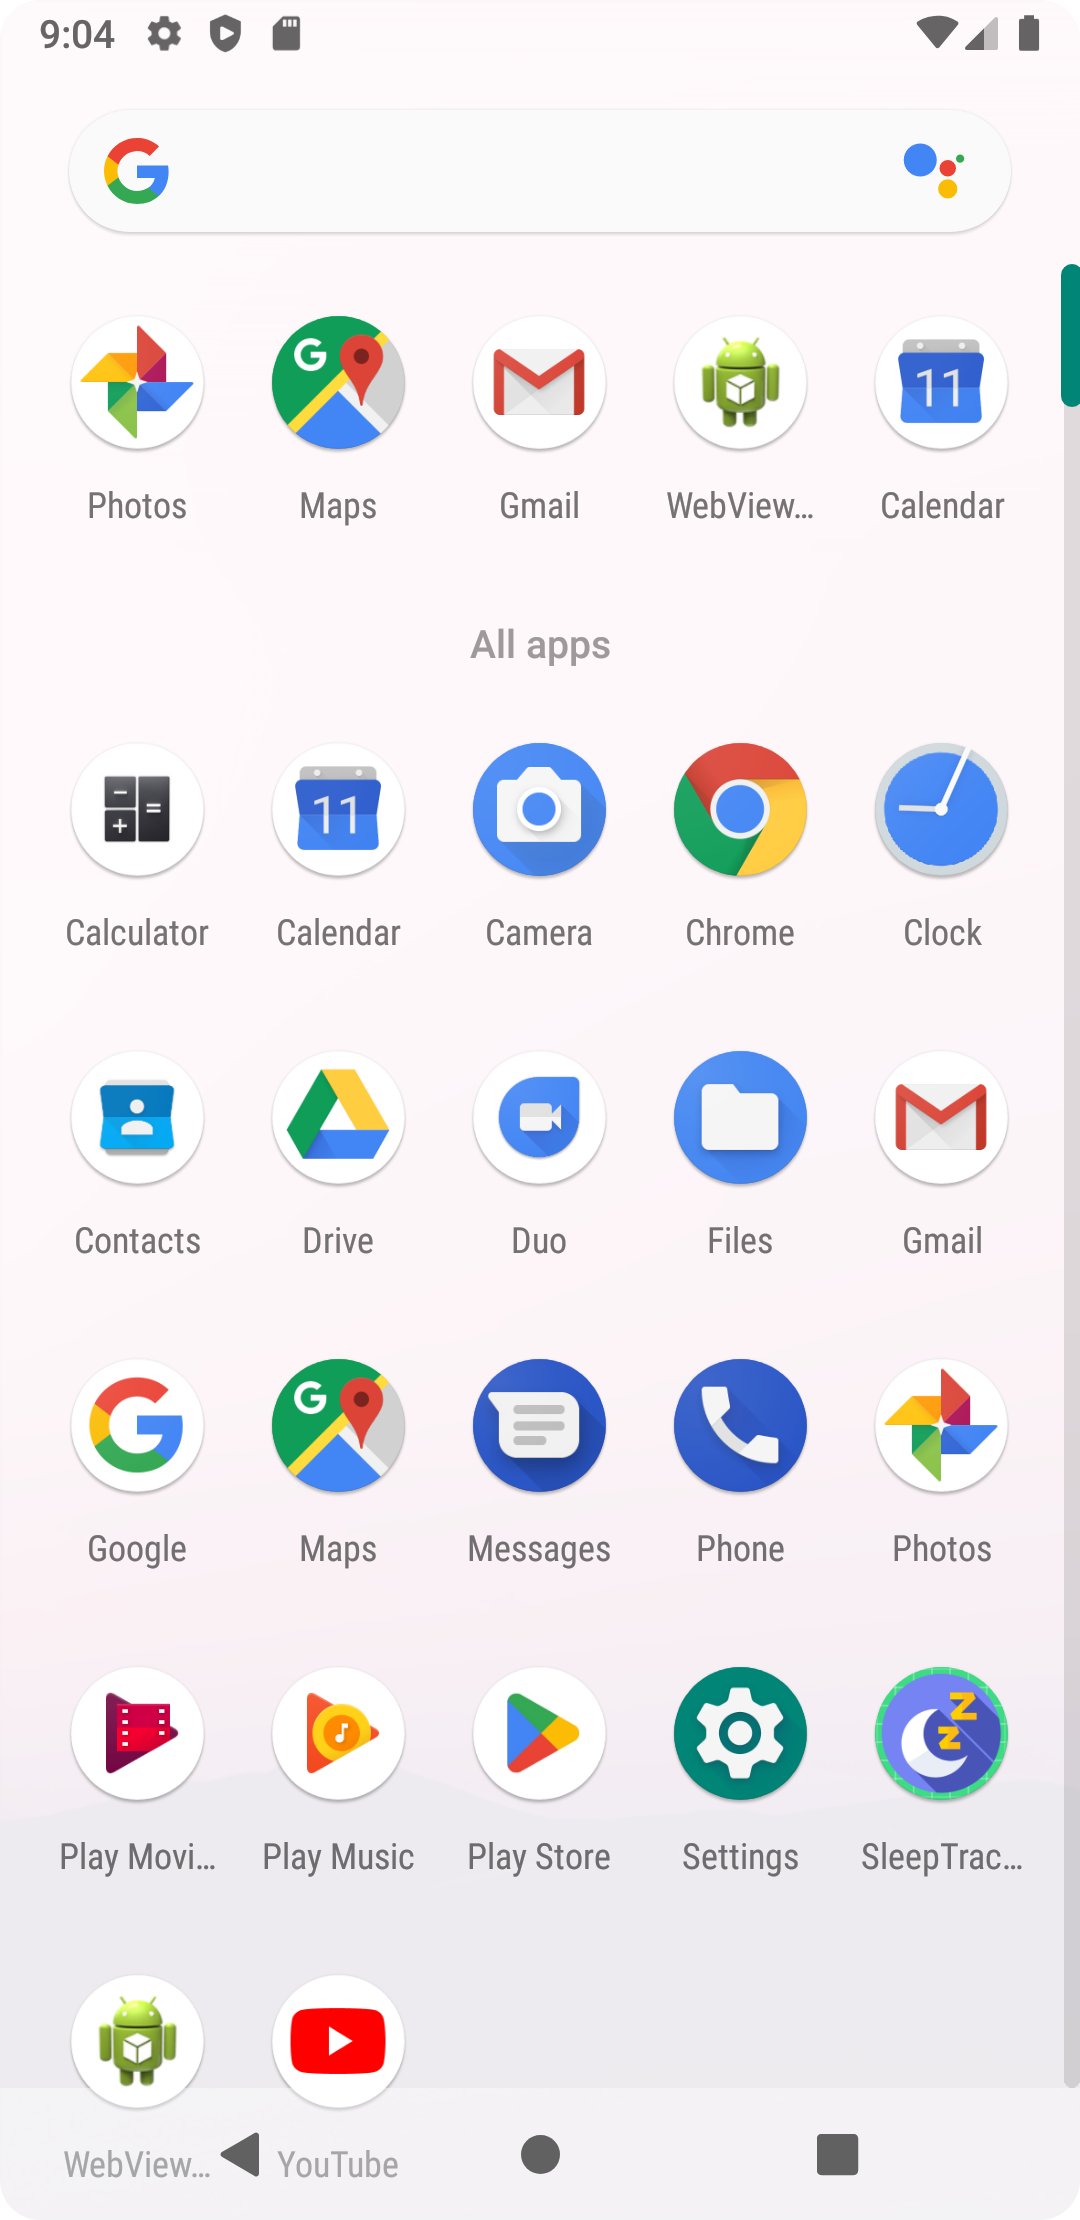 9:04
Photos Maps Gmail WebView... Calendar
All apps
Calculator Calendar Camera Chrome Clock
Contacts Drive Duo Files Gmail
Google Maps Messages Phone Photos
Play Movi... Play Music Play Store Settings SleepTrac...
WebView... YouTube